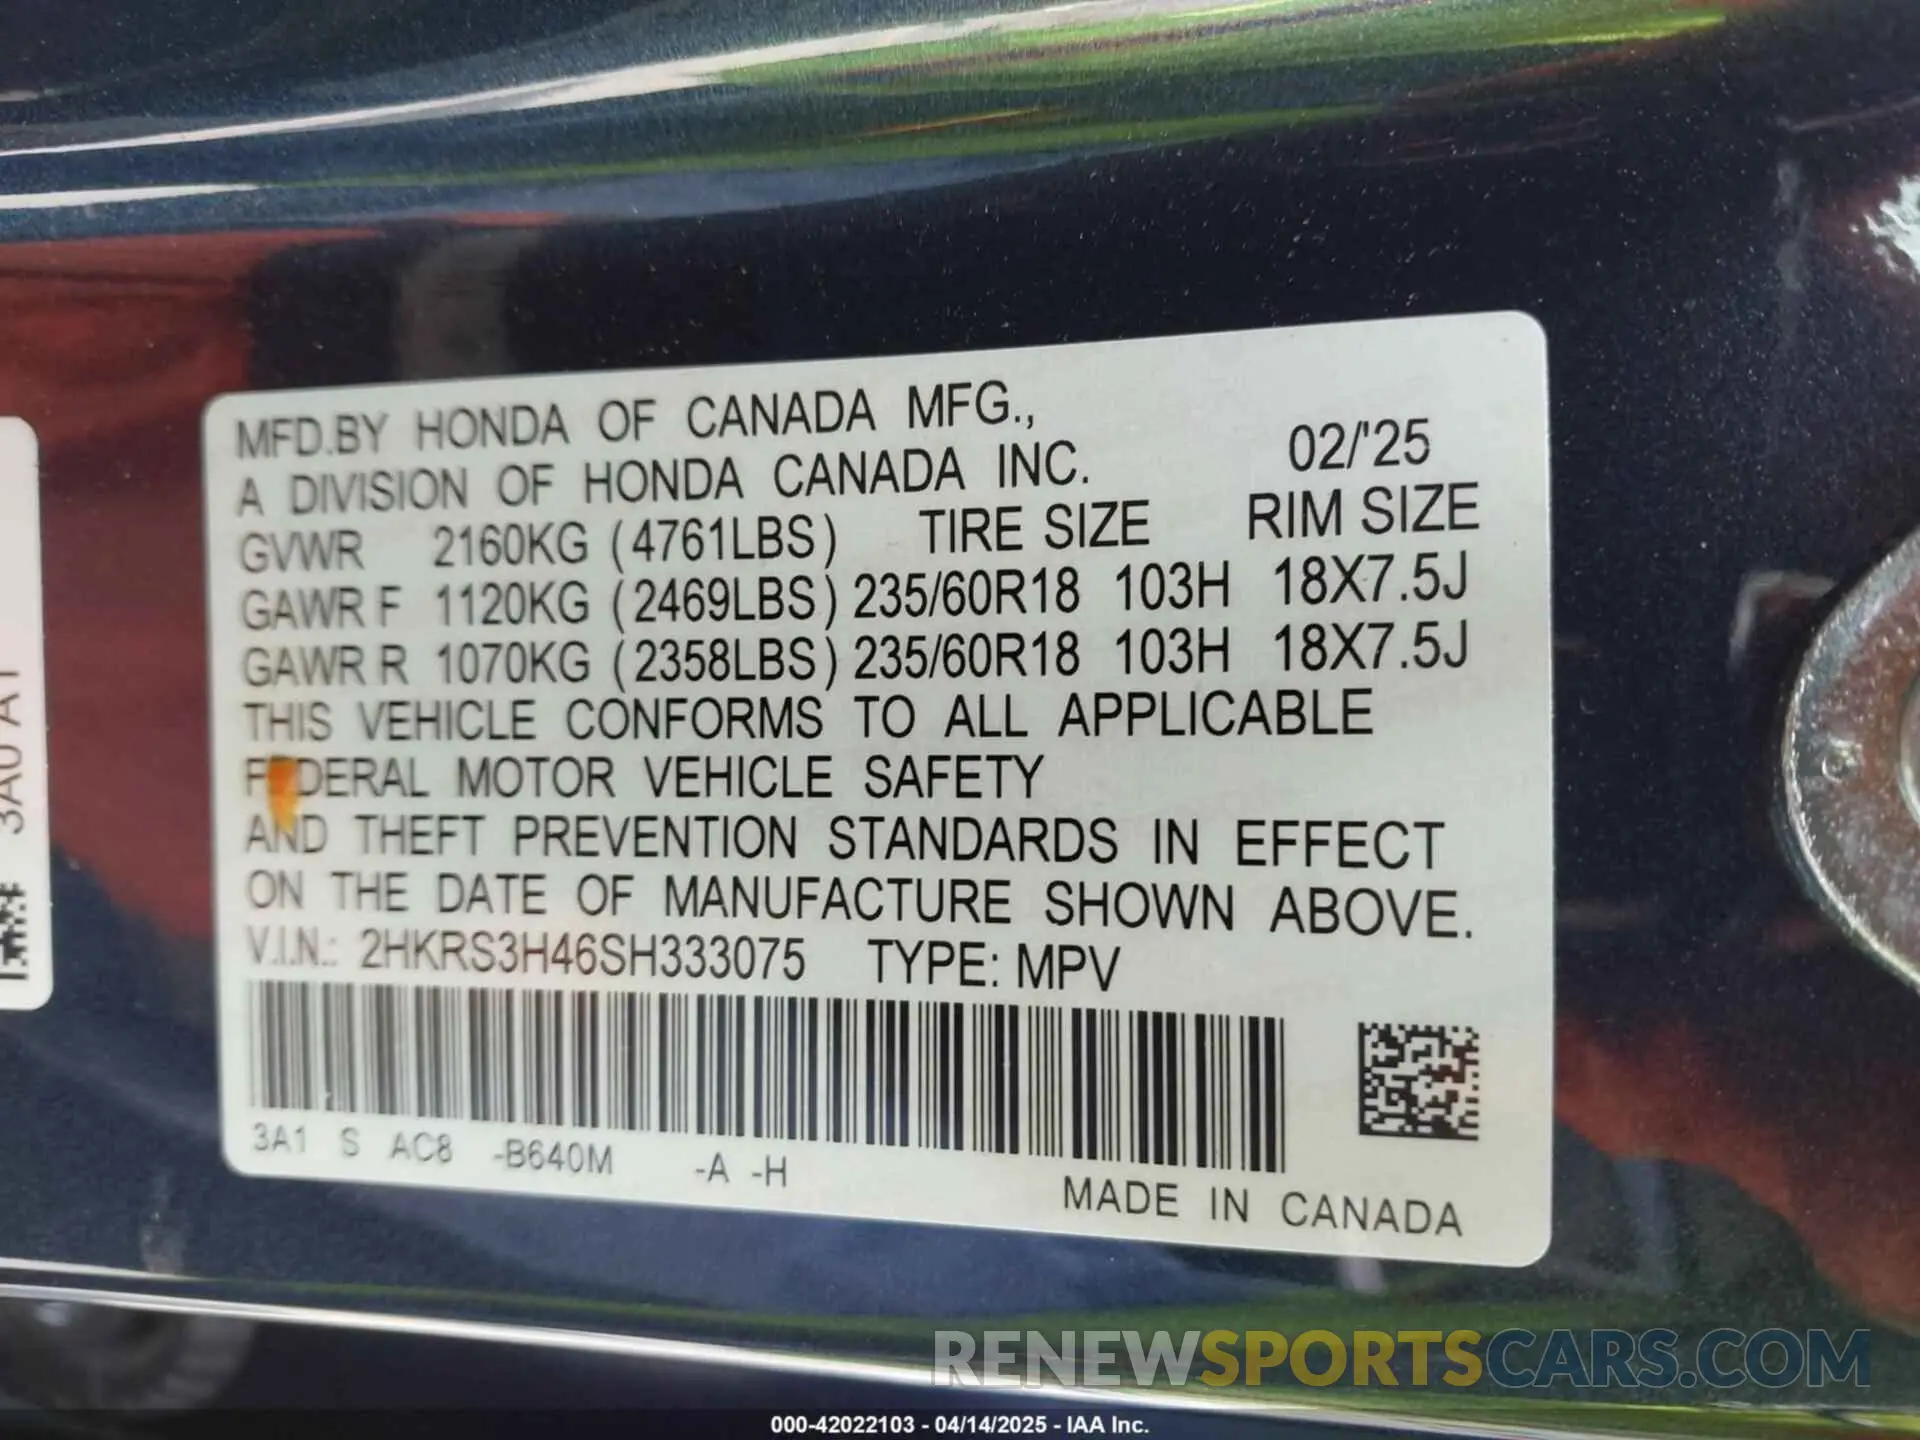 MFD.BY HONDA OF CANADA MFG.,
A DIVISION OF HONDA CANADA INC. 02/'25
GVWR 2160KG (4761LBS) TIRE SIZE RIM SIZE
GAWR F 1120KG (2469LBS) 235/60R18 103H 18X7.5J
GAWR R 1070KG (2358LBS) 235/60R18 103H 18X7.5J
THIS VEHICLE CONFORMS TO ALL APPLICABLE
FEDERAL MOTOR VEHICLE SAFETY
AND THEFT PREVENTION STANDARDS IN EFFECT
ON THE DATE OF MANUFACTURE SHOWN ABOVE.
V.I.N.: 2HKRS3H46SH333075 TYPE: MPV
3A1 S AC8 -B640M -A -H
MADE IN CANADA
RENEWSPORTSCARS.COM
000-42022103 - 04/14/2025 - IAA Inc.